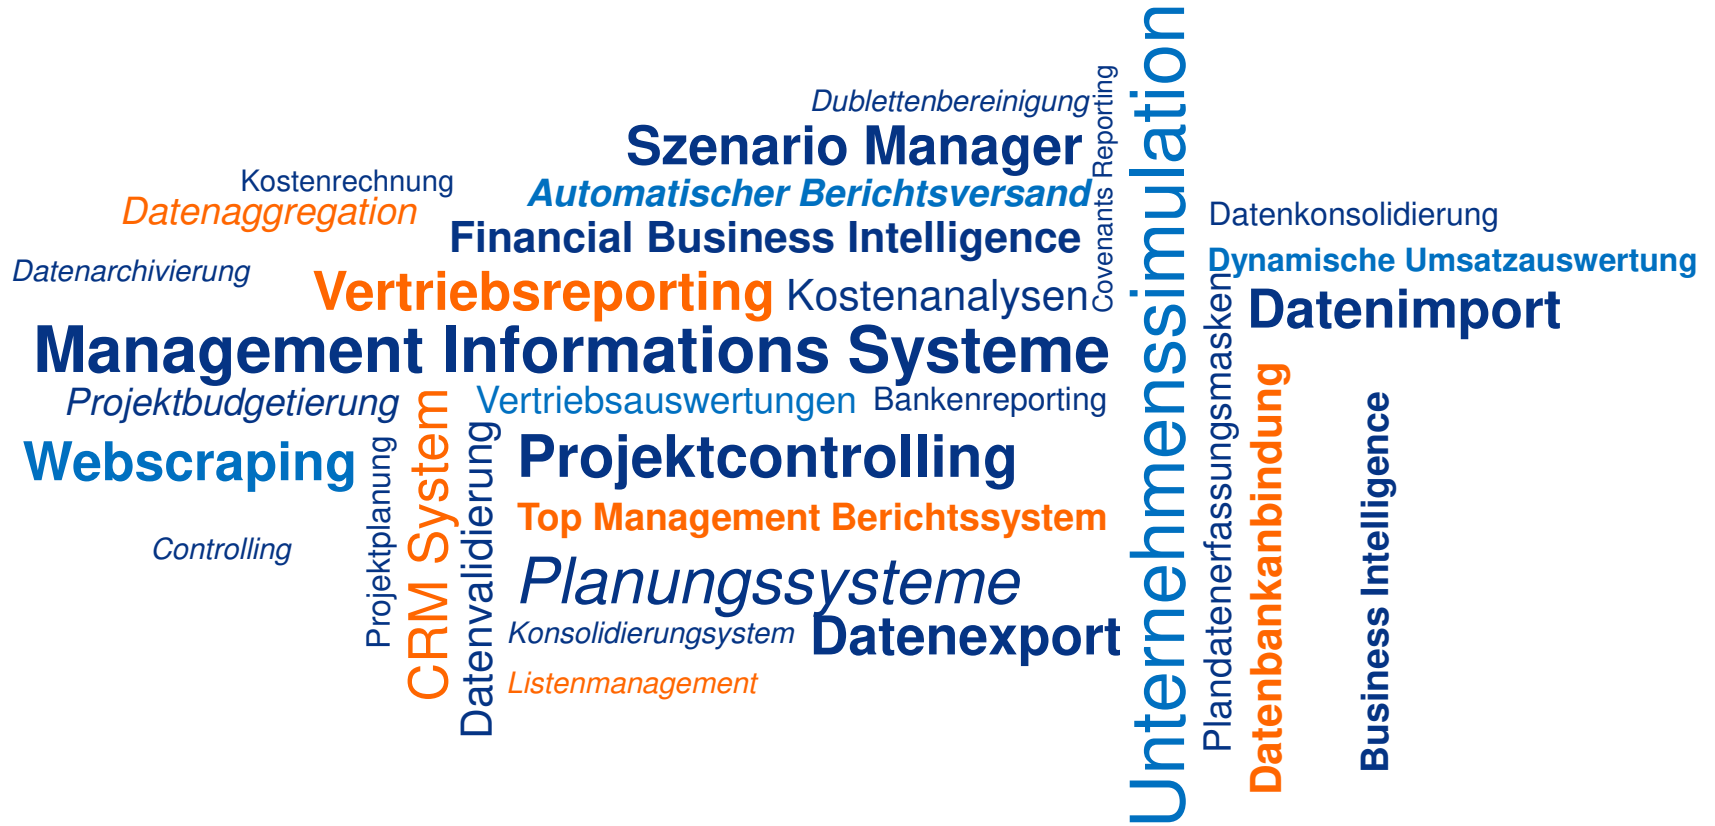 Dublettenbereinigung
Szenario Manager
Kostenrechnung
Automatischer Berichtsversand
Datenaggregation
Financial Business Intelligence
Datenarchivierung
Vertriebsreporting
Kostenanalysen
Covenants Reporting
Management Informations Systeme
Projektbudgetierung
Vertriebsauswertungen
Bankenreporting
Webscraping
Projektplanung
CRM System
Datenvalidierung
Projektcontrolling
Top Management Berichtssystem
Controlling
Planungssysteme
Konsolidierungsystem
Datenexport
Listenmanagement
Unternehmenssimulation
Datenkonsolidierung
Dynamische Umsatzauswertung
Datenimport
Plandatenerfassungsmasken
Datenbankanbindung
Business Intelligence